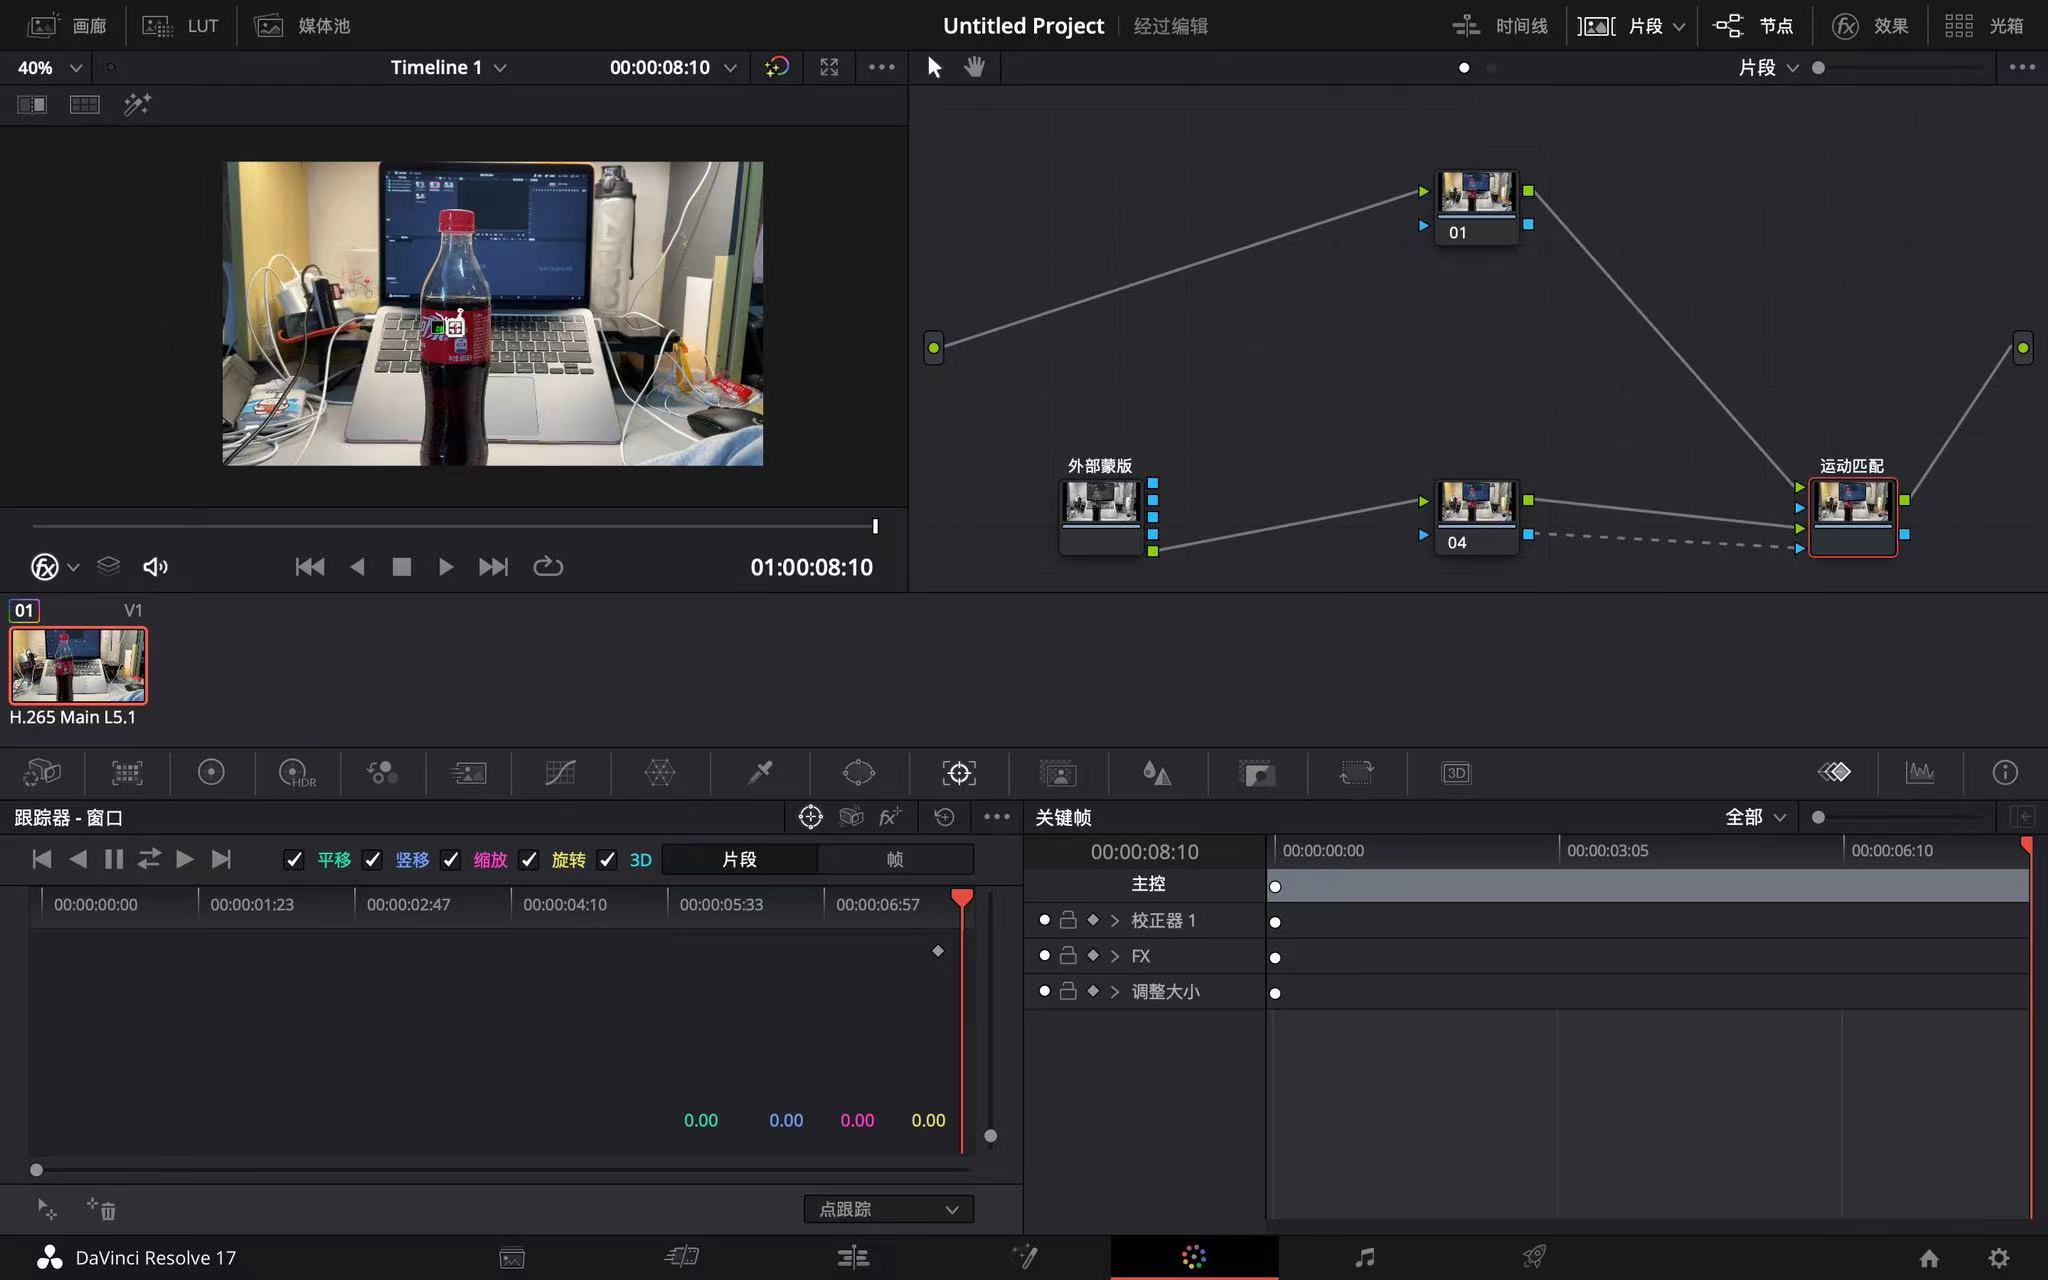 画廊 LUT 媒体池 Untitled Project 经过编辑 时间线 片段 节点 效果 光箱
40% Timeline 1 00:00:08:10 片段
01
外部蒙版 运动匹配
04
01:00:08:10
01 V1
H.265 Main L5.1
HDR 3D
跟踪器 - 窗口 关键帧 全部
平移 竖移 缩放 旋转 3D 片段 帧 00:00:08:10 00:00:00:00 00:00:03:05 00:00:06:10
主控
00:00:00:00 00:00:01:23 00:00:02:47 00:00:04:10 00:00:05:33 00:00:06:57
校正器 1
FX
调整大小
0.00 0.00 0.00 0.00
点跟踪
DaVinci Resolve 17